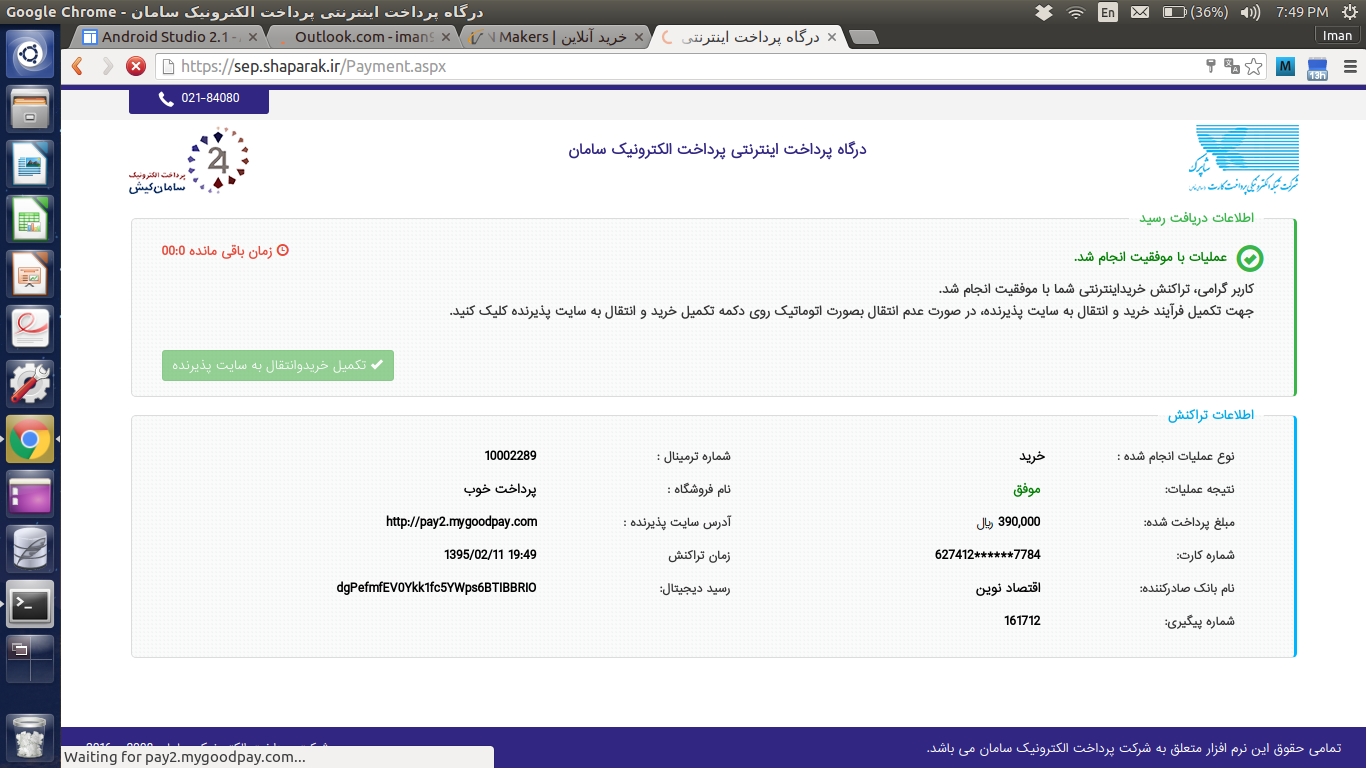 Google Chrome - درگاه پرداخت اینترنتی پرداخت الکترونیک سامان
En
(36%)
7:49 PM
Iman
Android Studio 2.1 -
Outlook.com - imanS
N Makers | خرید آنلاین
درگاه پرداخت اینترنتی
https://sep.shaparak.ir/Payment.aspx
M
13h
021-84080
شاپرک
شرکت شبکه الکترونیکی پرداخت کارت
درگاه پرداخت اینترنتی پرداخت الکترونیک سامان
24
پرداخت الکترونیک
سامان‌کیش
اطلاعات دریافت رسید
عملیات با موفقیت انجام شد.
زمان باقی مانده 00:0
کاربر گرامی، تراکنش خریداینترنتی شما با موفقیت انجام شد.
جهت تکمیل فرآیند خرید و انتقال به سایت پذیرنده، در صورت عدم انتقال بصورت اتوماتیک روی دکمه تکمیل خرید و انتقال به سایت پذیرنده کلیک کنید.
تکمیل خریدوانتقال به سایت پذیرنده
اطلاعات تراکنش
نوع عملیات انجام شده : خرید شماره ترمینال : 10002289
نتیجه عملیات: موفق نام فروشگاه : پرداخت خوب
مبلغ پرداخت شده: 390,000 ریال آدرس سایت پذیرنده : http://pay2.mygoodpay.com
شماره کارت: 627412******7784 زمان تراکنش 1395/02/11 19:49
نام بانک صادرکننده: اقتصاد نوین رسید دیجیتال: dgPefmfEV0Ykk1fc5YWps6BTIBBRIO
شماره پیگیری: 161712
تمامی حقوق این نرم افزار متعلق به شرکت پرداخت الکترونیک سامان می باشد.
Waiting for pay2.mygoodpay.com...